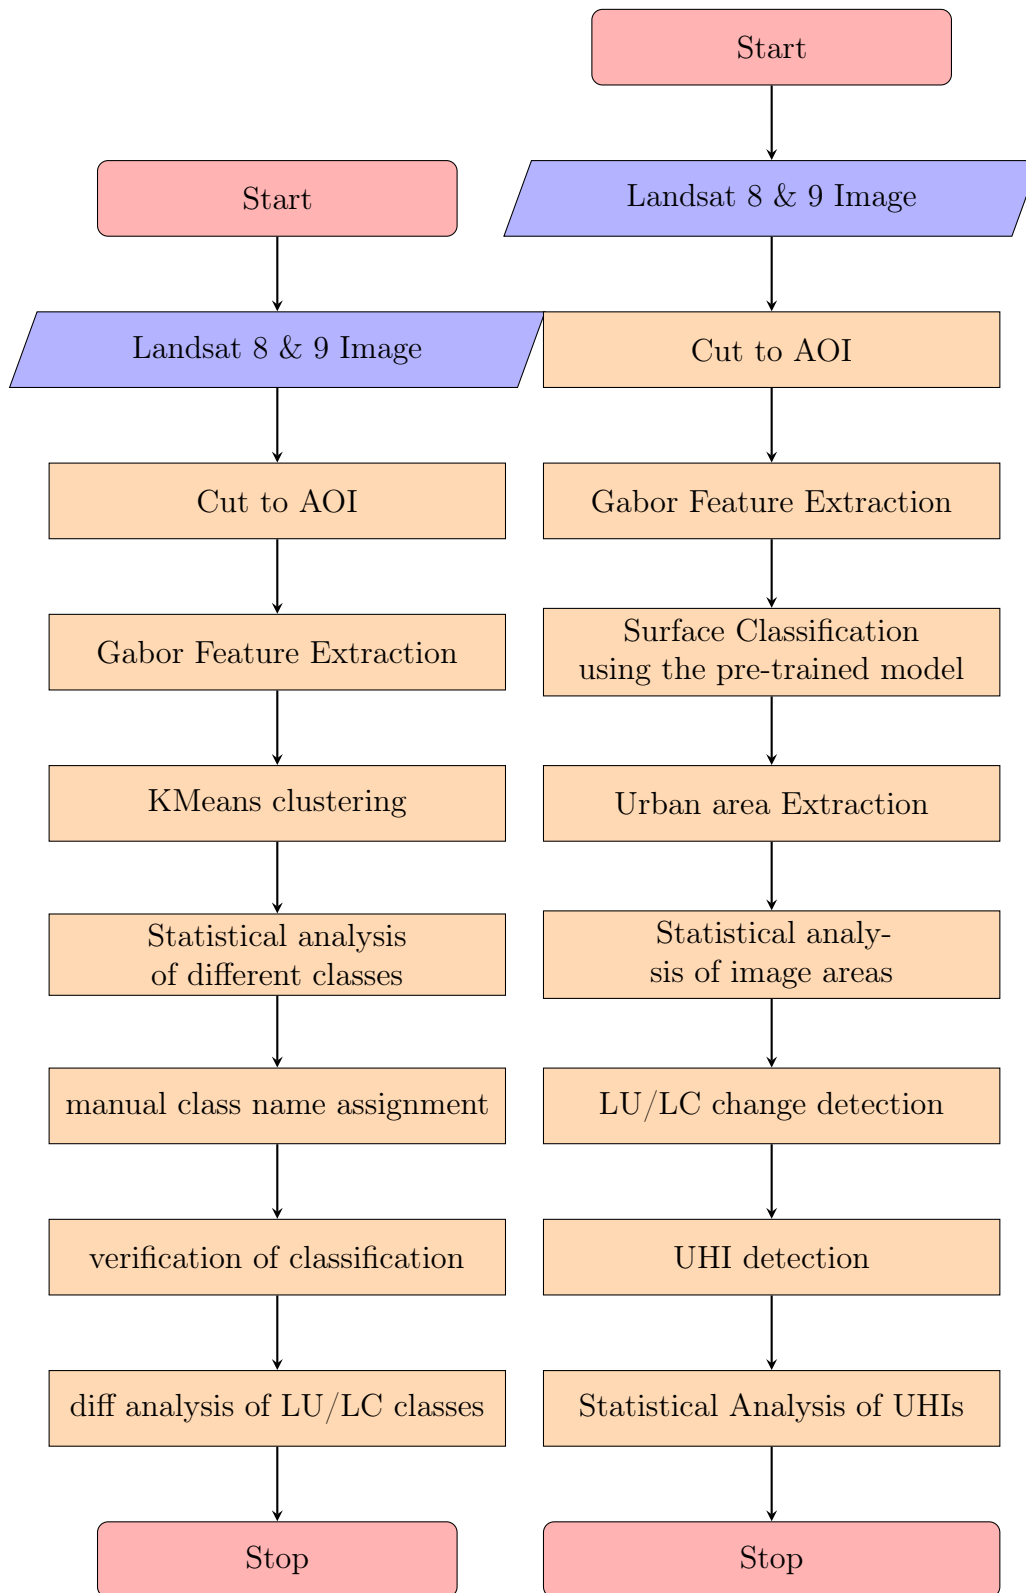 Start
Landsat 8 & 9 Image
Cut to AOI
Gabor Feature Extraction
KMeans clustering
Statistical analysis
of different classes
manual class name assignment
verification of classification
diff analysis of LU/LC classes
Stop
Start
Landsat 8 & 9 Image
Cut to AOI
Gabor Feature Extraction
Surface Classification
using the pre-trained model
Urban area Extraction
Statistical analy-
sis of image areas
LU/LC change detection
UHI detection
Statistical Analysis of UHIs
Stop